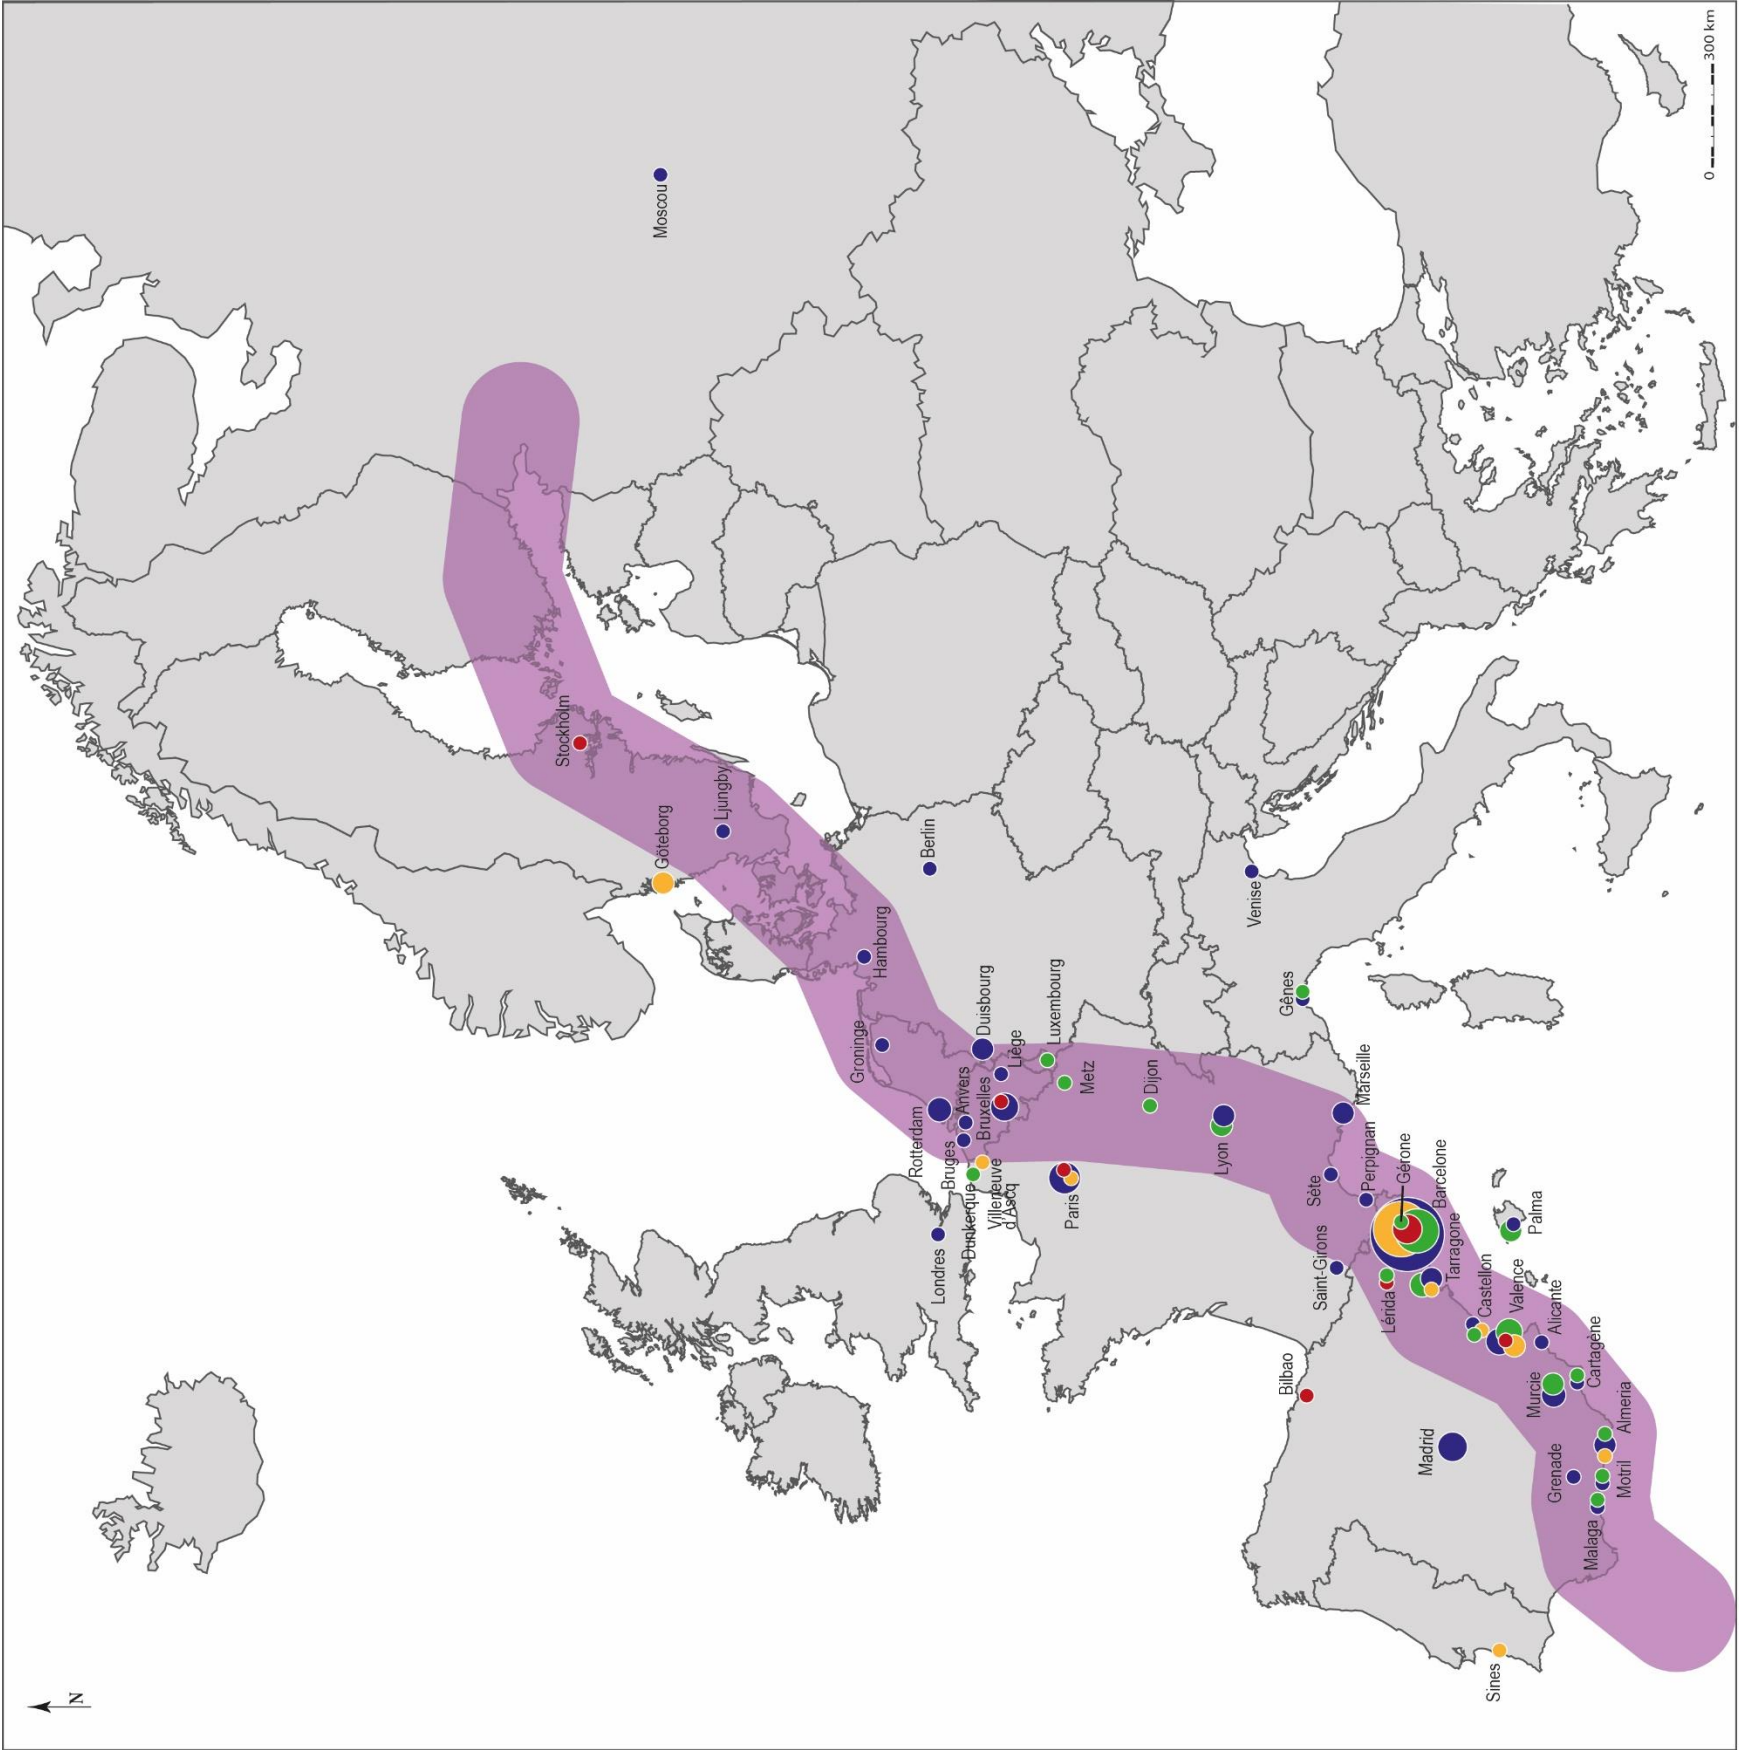 N
0
300 km
Moscou
Stockholm
Ljungby
Göteborg
Hambourg
Berlin
Groninge
Rotterdam
Anvers
Bruges
Bruxelles
Duisbourg
Liège
Luxembourg
Londres
Dunkerque
Villeneuve
d'Ascq
Paris
Metz
Dijon
Lyon
Venise
Gênes
Marseille
Sète
Perpignan
Saint-Girons
Gérone
Barcelone
Lérida
Tarragone
Palma
Bilbao
Castellon
Valence
Alicante
Madrid
Murcie
Cartagène
Grenade
Almeria
Motril
Malaga
Sines